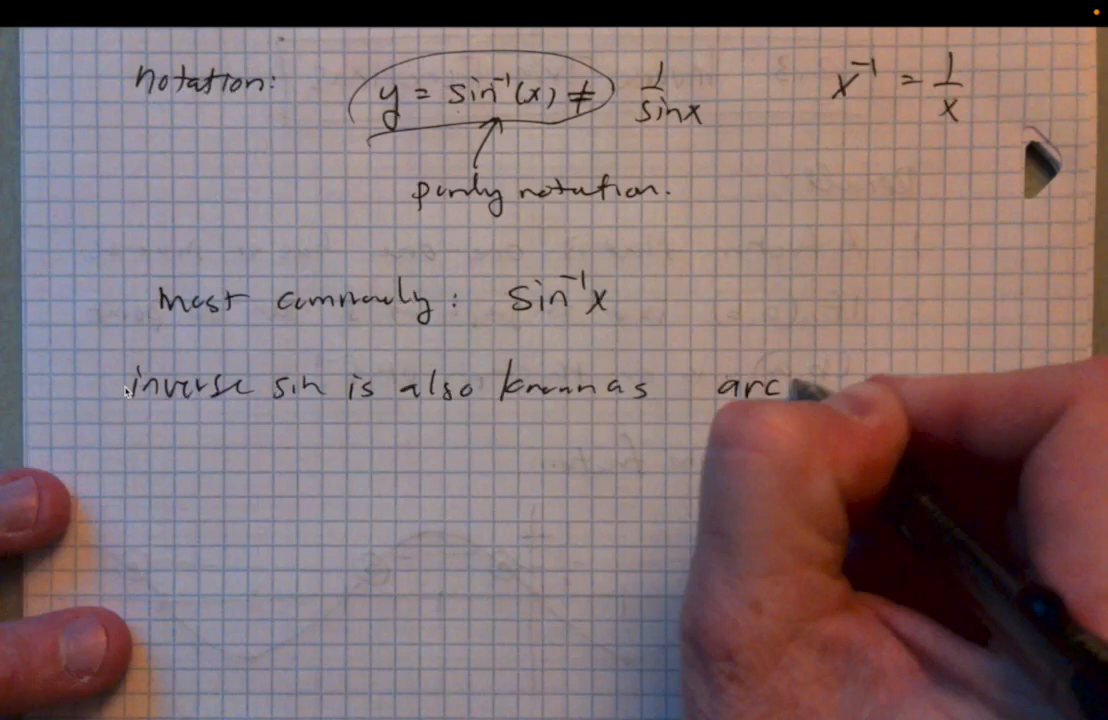 notation: y = sin⁻¹(x) ≠ 1/sinx x⁻¹ = 1/x
purely notation.
most commonly: sin⁻¹x
inverse sin is also known as arc